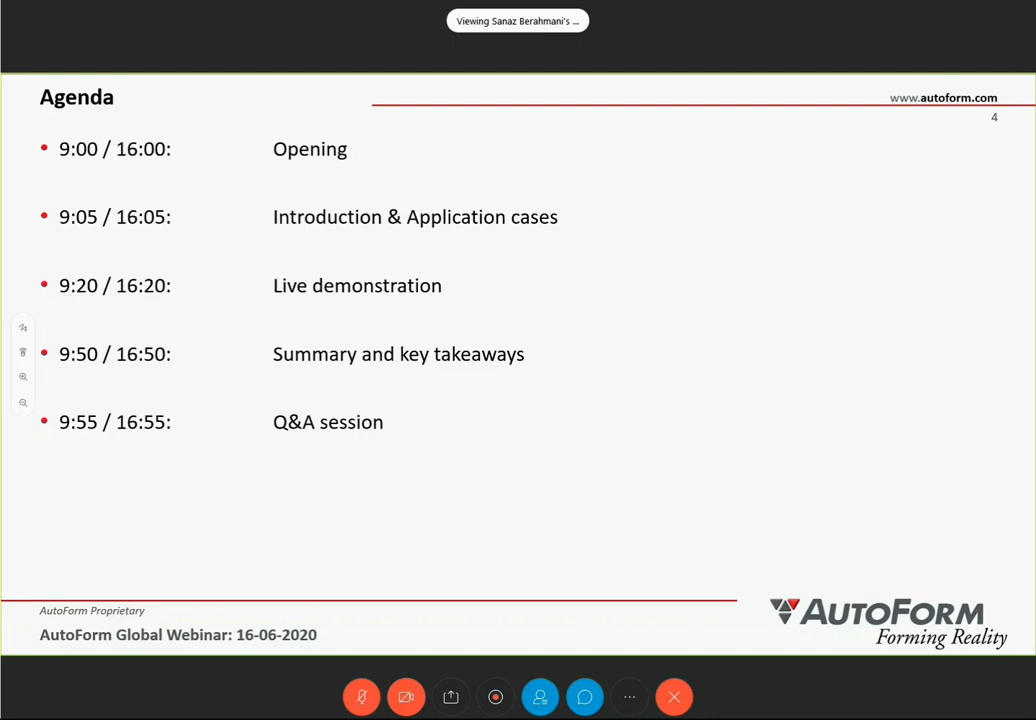 Viewing Sanaz Berahmani's ...
Agenda
www.autoform.com
4
• 9:00 / 16:00: Opening
• 9:05 / 16:05: Introduction & Application cases
• 9:20 / 16:20: Live demonstration
• 9:50 / 16:50: Summary and key takeaways
• 9:55 / 16:55: Q&A session
AutoForm Proprietary
AutoForm Global Webinar: 16-06-2020
AUTOFORM
Forming Reality